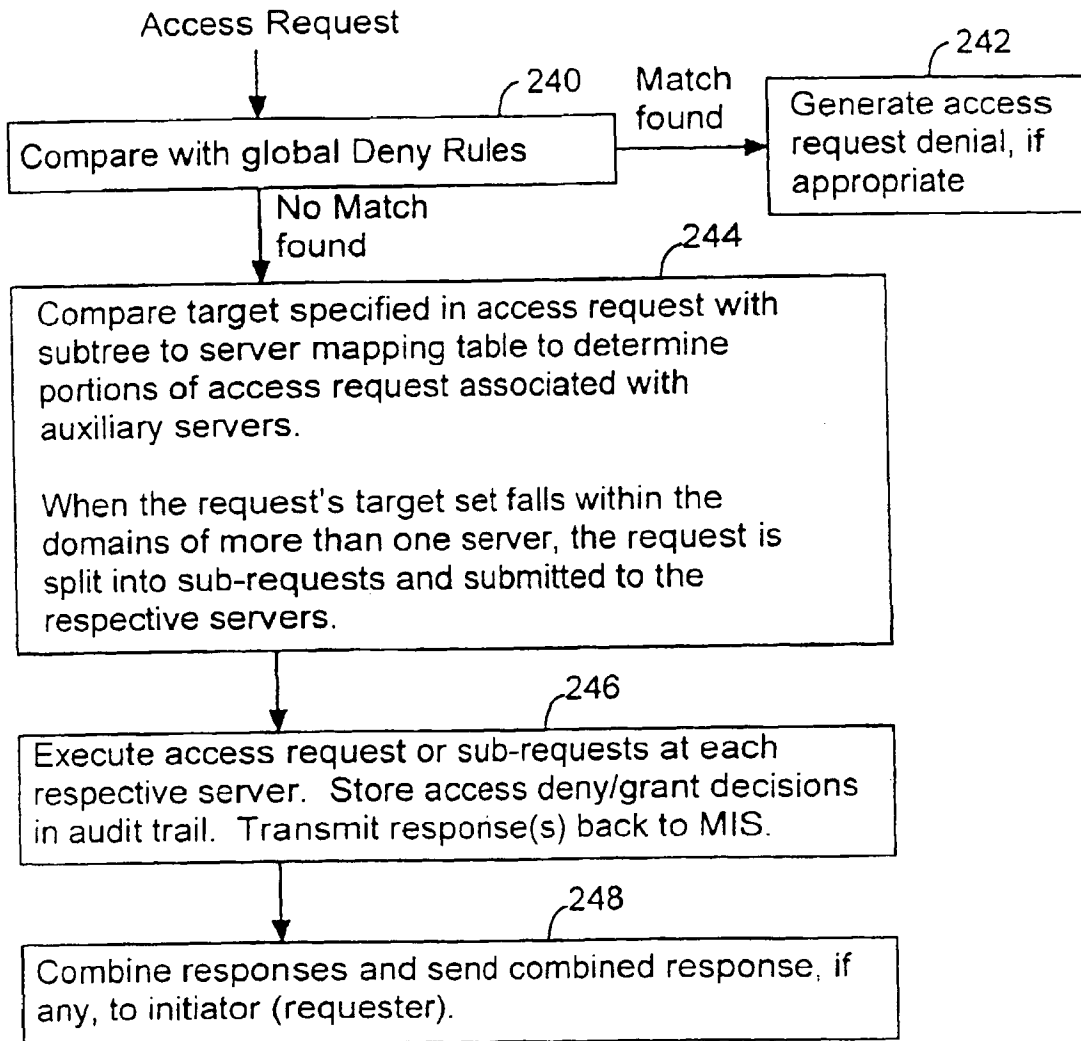 Access Request
240
Compare with global Deny Rules
Match
found
242
Generate access
request denial, if
appropriate
No Match
found
244
Compare target specified in access request with
subtree to server mapping table to determine
portions of access request associated with
auxiliary servers.
When the request's target set falls within the
domains of more than one server, the request is
split into sub-requests and submitted to the
respective servers.
246
Execute access request or sub-requests at each
respective server. Store access deny/grant decisions
in audit trail. Transmit response(s) back to MIS.
248
Combine responses and send combined response, if
any, to initiator (requester).